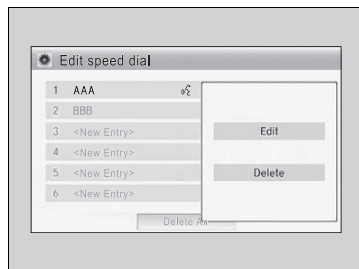 Edit speed dial
1 AAA
2 BBB
3 <New Entry>
4 <New Entry>
5 <New Entry>
6 <New Entry>
Edit
Delete
Delete